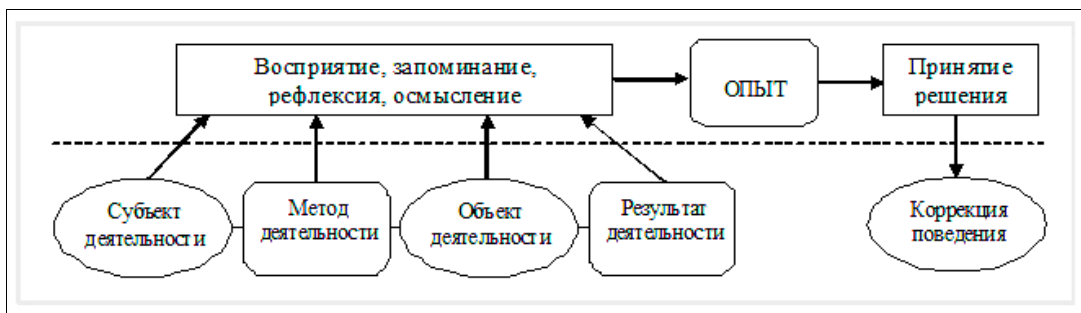 Восприятие, запоминание,
рефлексия, осмысление
ОПЫТ
Принятие
решения
Субъект
деятельности
Метод
деятельности
Объект
деятельности
Результат
деятельности
Коррекция
поведения